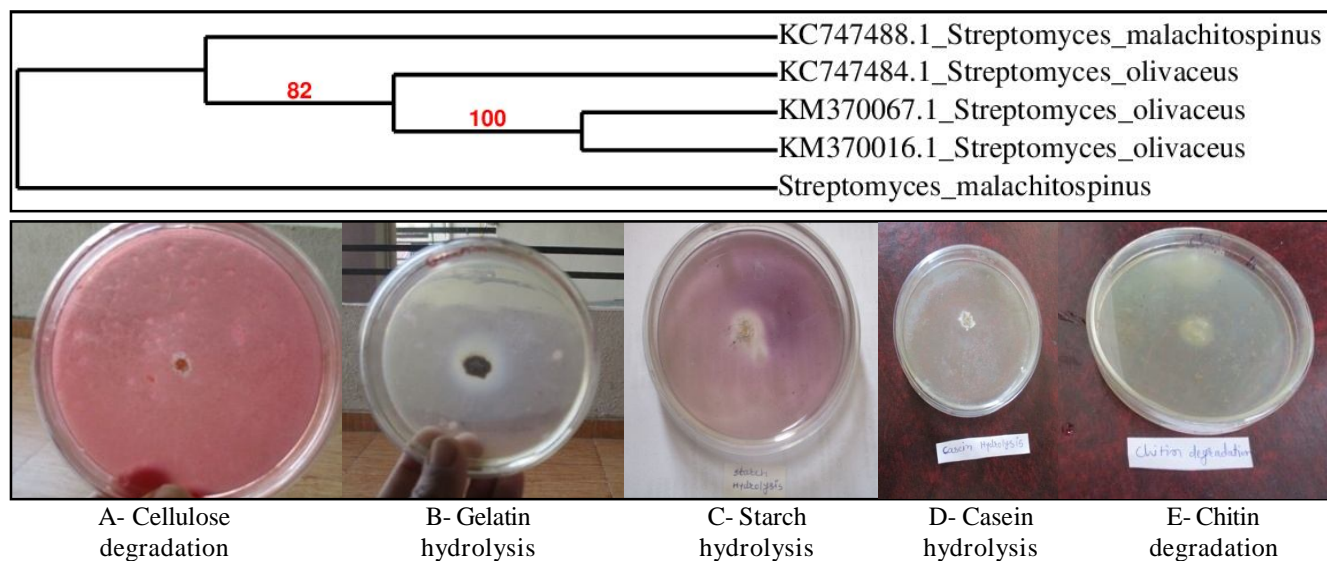 KC747488.1_Streptomyces_malachitospinus
82
KC747484.1_Streptomyces_olivaceus
100
KM370067.1_Streptomyces_olivaceus
KM370016.1_Streptomyces_olivaceus
Streptomyces_malachitospinus
starch
Hydrolysis
Casein Hydrolysis
Chitin degradation
A- Cellulose
degradation
B- Gelatin
hydrolysis
C- Starch
hydrolysis
D- Casein
hydrolysis
E- Chitin
degradation